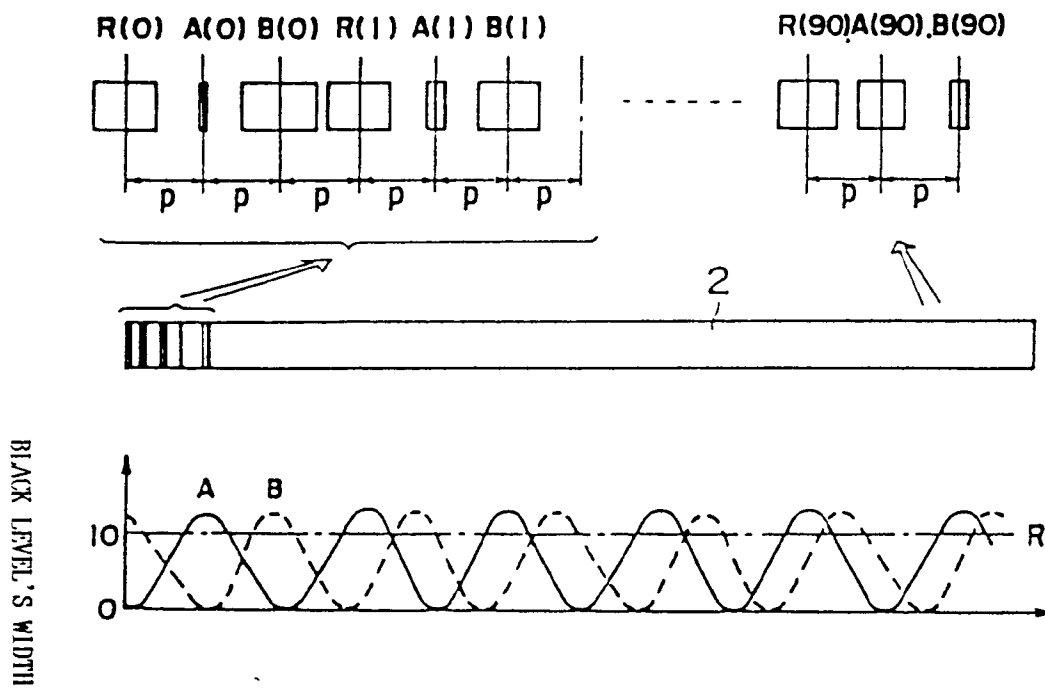 R(0) A(0) B(0) R(1) A(1) B(1) R(90) A(90) B(90)
P P P P P P P P
2
BLACK LEVEL'S WIDTH
A B
10 R
0